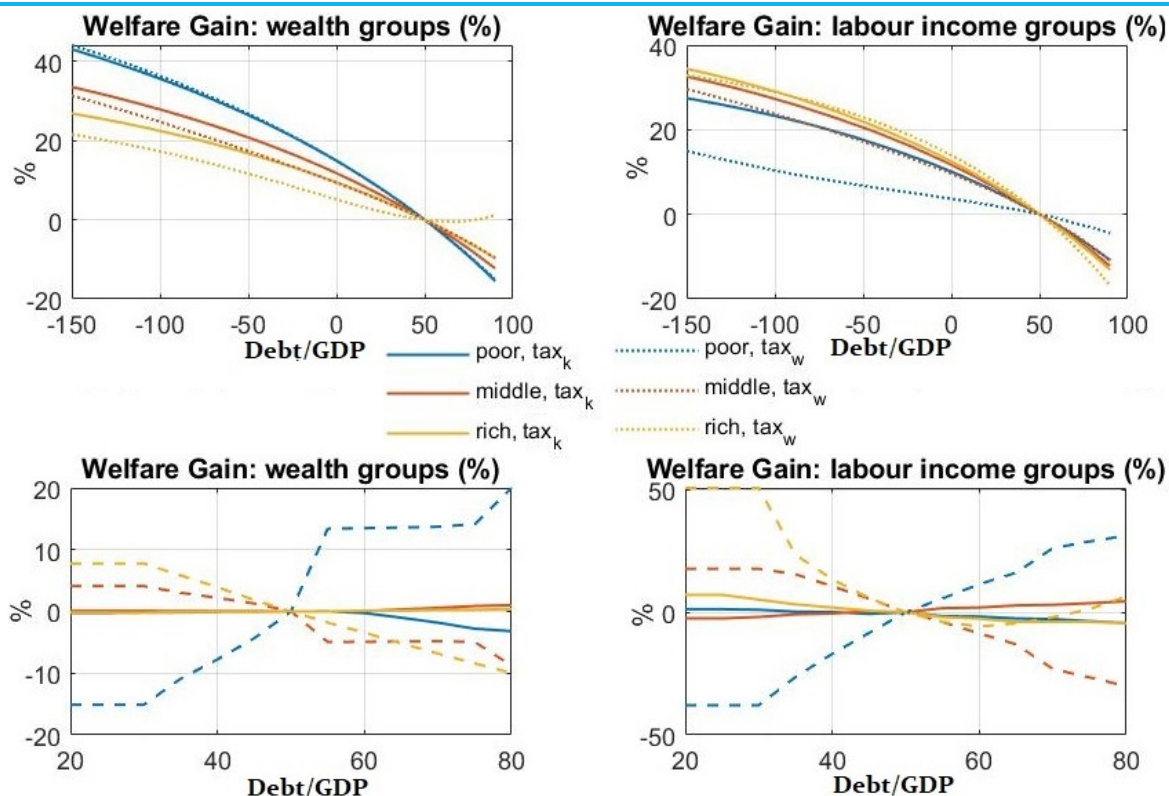 Welfare Gain: wealth groups (%)
%
40
20
0
-20
-150 -100 -50 0 50 100
Debt/GDP
Welfare Gain: labour income groups (%)
%
40
20
0
-20
-150 -100 -50 0 50 100
Debt/GDP
poor, tax_k
middle, tax_k
rich, tax_k
poor, tax_w
middle, tax_w
rich, tax_w
Welfare Gain: wealth groups (%)
%
20
10
0
-10
-20
20 40 60 80
Debt/GDP
Welfare Gain: labour income groups (%)
%
50
0
-50
20 40 60 80
Debt/GDP